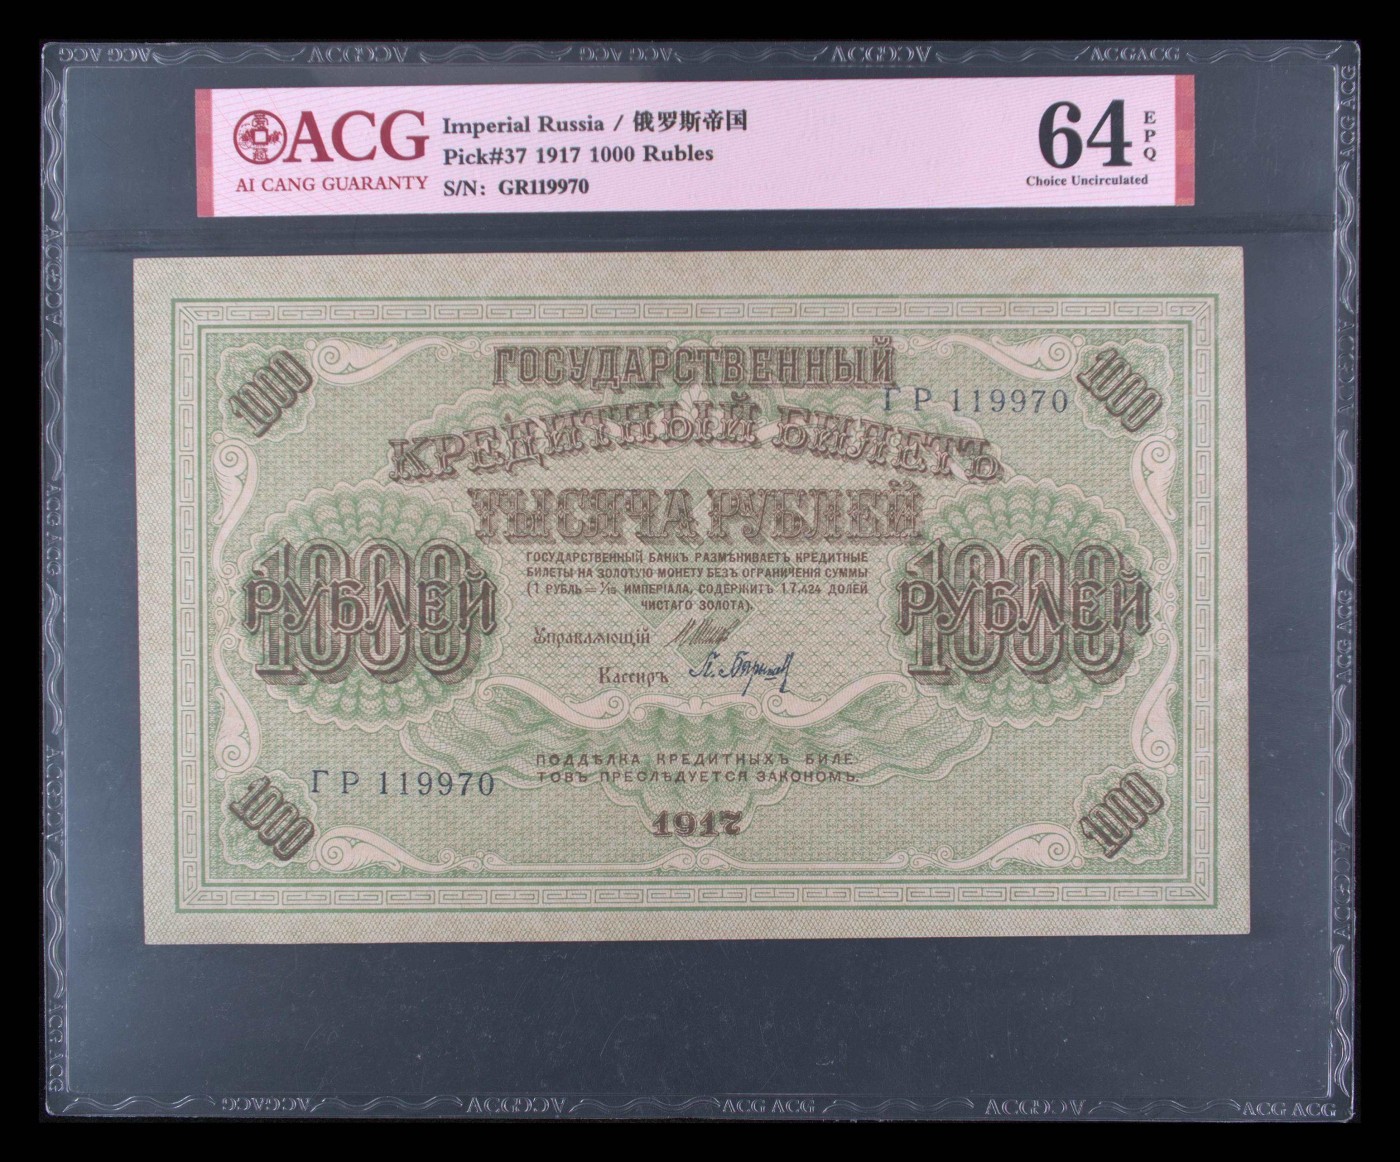 ACG
AI CANG GUARANTY
Imperial Russia / 俄罗斯帝国
Pick#37 1917 1000 Rubles
S/N: GR119970
64 EPQ
Choice Uncirculated
1000
1000
ГОСУДАРСТВЕННЫЙ
ГР 119970
КРЕДИТНЫЙ БИЛЕТЪ
ТЫСЯЧА РУБЛЕЙ
1000 РУБЛЕЙ
1000 РУБЛЕЙ
ГОСУДАРСТВЕННЫЙ БАНКЪ РАЗМѢНИВАЕТЪ КРЕДИТНЫЕ
БИЛЕТЫ НА ЗОЛОТУЮ МОНЕТУ БЕЗЪ ОГРАНИЧЕНІЯ СУММЫ
(1 РУБЛЬ = 1/15 ИМПЕРІАЛА, СОДЕРЖИТЪ 17,424 ДОЛЕЙ
ЧИСТАГО ЗОЛОТА).
Управляющій
Кассиръ
ПОДДѢЛКА КРЕДИТНЫХЪ БИЛЕ-
ТОВЪ ПРЕСЛѢДУЕТСЯ ЗАКОНОМЪ.
ГР 119970
1917
1000
1000